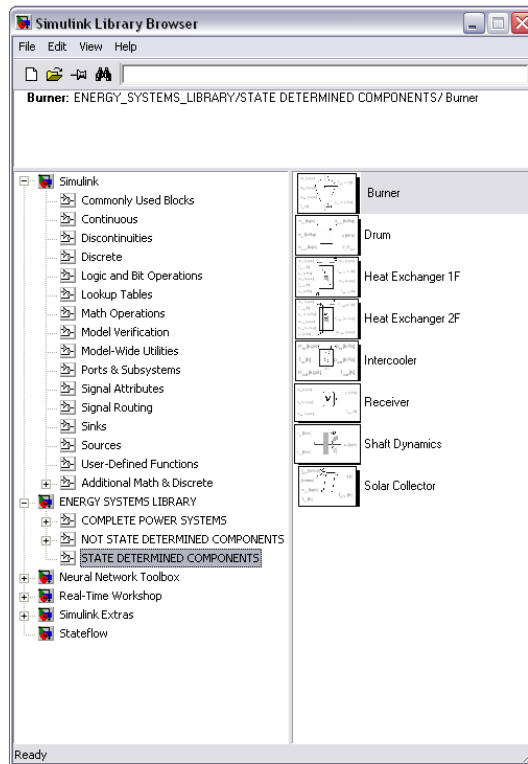 Simulink Library Browser
File Edit View Help
Burner: ENERGY_SYSTEMS_LIBRARY/STATE DETERMINED COMPONENTS/Burner
Simulink
Commonly Used Blocks
Continuous
Discontinuities
Discrete
Logic and Bit Operations
Lookup Tables
Math Operations
Model Verification
Model-Wide Utilities
Ports & Subsystems
Signal Attributes
Signal Routing
Sinks
Sources
User-Defined Functions
Additional Math & Discrete
ENERGY SYSTEMS LIBRARY
COMPLETE POWER SYSTEMS
NOT STATE DETERMINED COMPONENTS
STATE DETERMINED COMPONENTS
Neural Network Toolbox
Real-Time Workshop
Simulink Extras
Stateflow
Burner
Drum
Heat Exchanger 1F
Heat Exchanger 2F
Intercooler
Receiver
Shaft Dynamics
Solar Collector
Ready